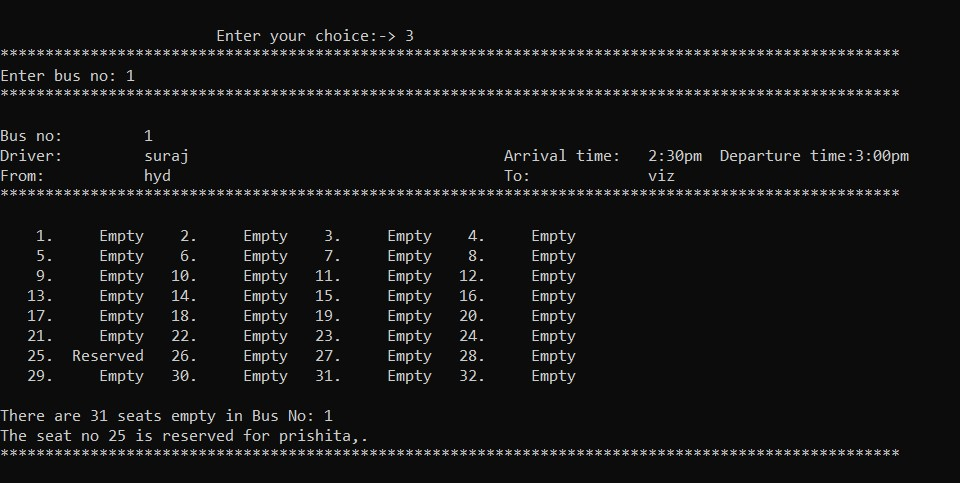 Enter your choice:-> 3
****************************************************************************************************
Enter bus no: 1
****************************************************************************************************
Bus no: 1
Driver: suraj Arrival time: 2:30pm Departure time:3:00pm
From: hyd To: viz
****************************************************************************************************
1. Empty 2. Empty 3. Empty 4. Empty
5. Empty 6. Empty 7. Empty 8. Empty
9. Empty 10. Empty 11. Empty 12. Empty
13. Empty 14. Empty 15. Empty 16. Empty
17. Empty 18. Empty 19. Empty 20. Empty
21. Empty 22. Empty 23. Empty 24. Empty
25. Reserved 26. Empty 27. Empty 28. Empty
29. Empty 30. Empty 31. Empty 32. Empty
There are 31 seats empty in Bus No: 1
The seat no 25 is reserved for prishita,.
****************************************************************************************************